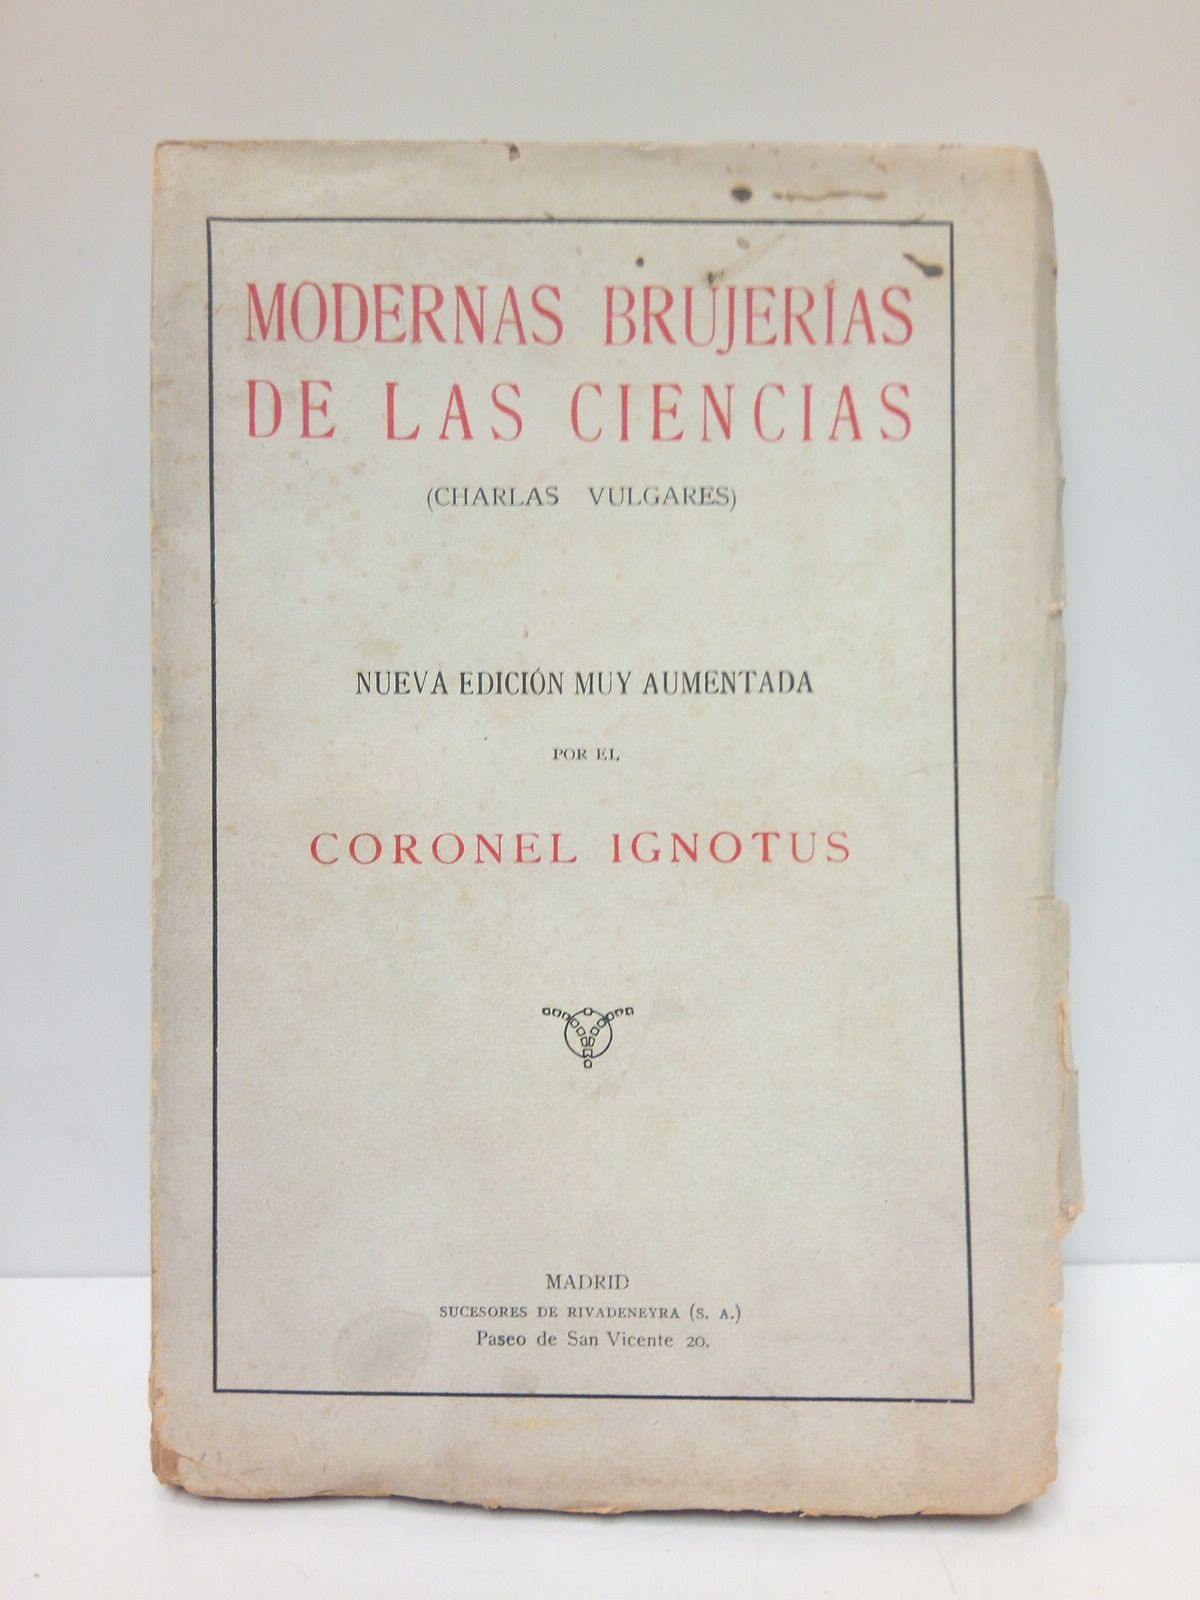 MODERNAS BRUJERÍAS
DE LAS CIENCIAS
(CHARLAS VULGARES)
NUEVA EDICIÓN MUY AUMENTADA
POR EL
CORONEL IGNOTUS
MADRID
SUCESORES DE RIVADENEYRA (S. A.)
Paseo de San Vicente 20.